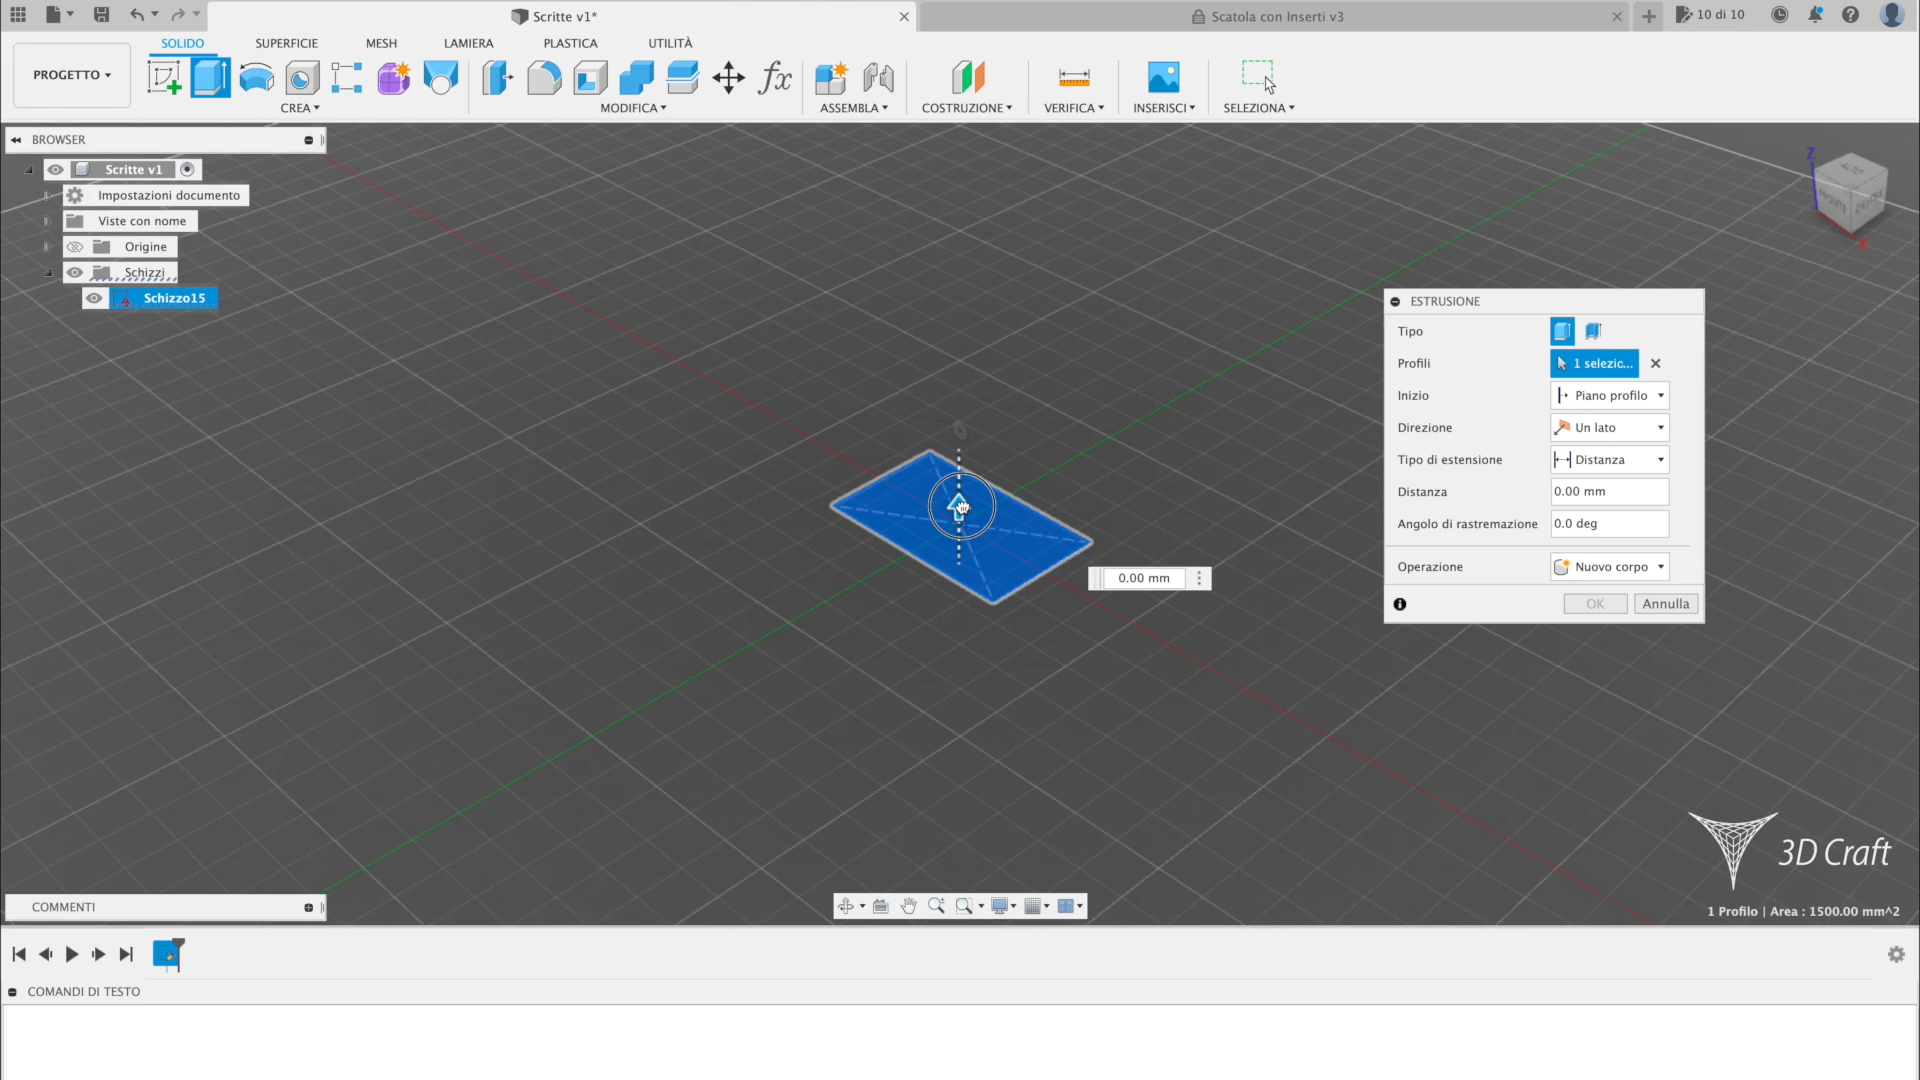 Scritte v1*
Scatola con Inserti v3
10 di 10
PROGETTO
SOLIDO
SUPERFICIE
MESH
LAMIERA
PLASTICA
UTILITÀ
CREA
MODIFICA
ASSEMBLA
COSTRUZIONE
VERIFICA
INSERISCI
SELEZIONA
BROWSER
Scritte v1
Impostazioni documento
Viste con nome
Origine
Schizzi
Schizzo15
Z
X
ESTRUSIONE
Tipo
Profili
1 selezic...
Inizio
Piano profilo
Direzione
Un lato
Tipo di estensione
Distanza
Distanza
0.00 mm
Angolo di rastremazione
0.0 deg
Operazione
Nuovo corpo
OK
Annulla
0.00 mm
3D Craft
1 Profilo | Area : 1500.00 mm^2
COMMENTI
COMANDI DI TESTO